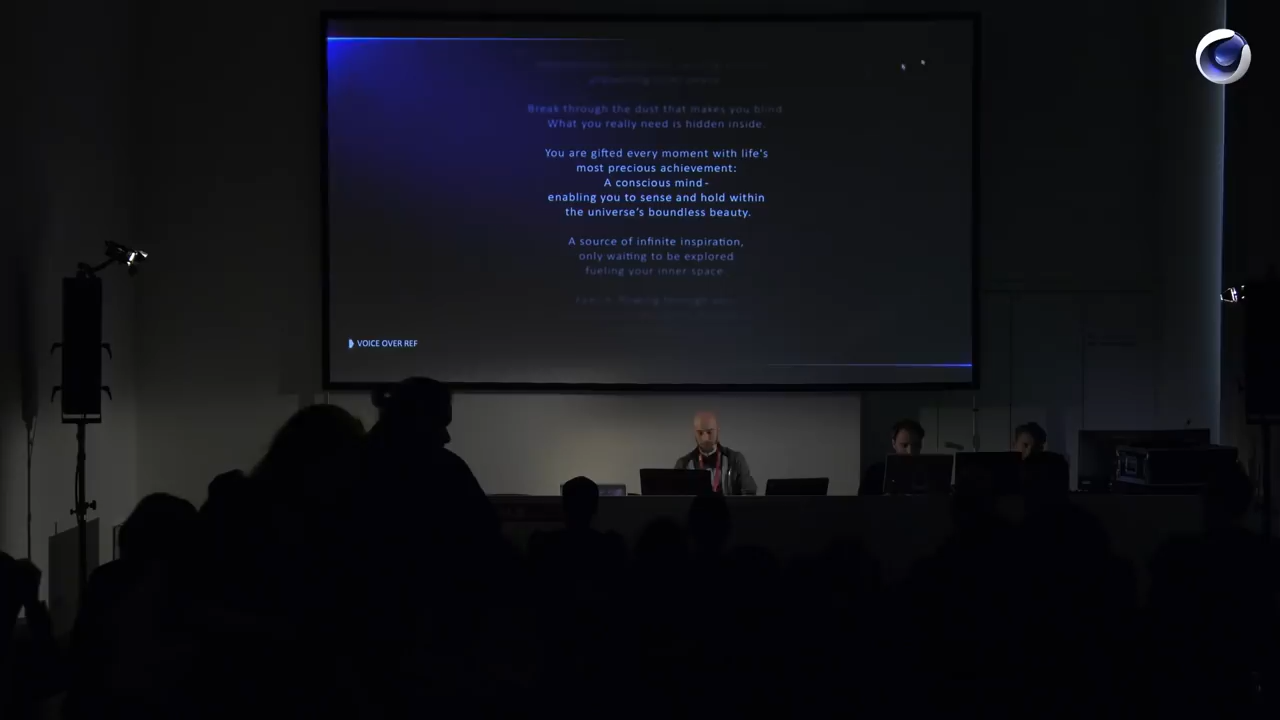 Break through the dust that makes you blind
What you really need is hidden inside.
You are gifted every moment with life's
most precious achievement:
A conscious mind-
enabling you to sense and hold within
the universe's boundless beauty.
A source of infinite inspiration,
only waiting to be explored
fueling your inner space
VOICE OVER REF